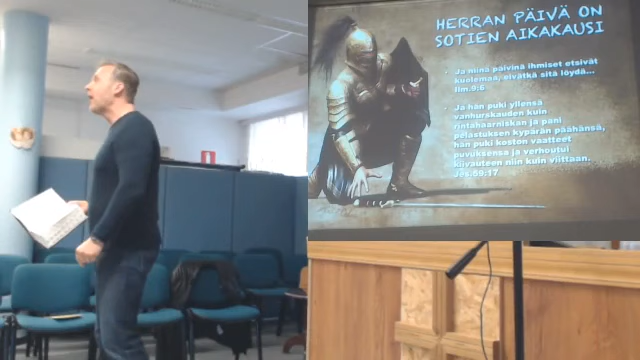 HERRAN PÄIVÄ ON
SOTIEN AIKAKAUSI
Ja niinä päivinä ihmiset etsivät
kuolemaa, eivätkä sitä löydä...
Ilm.9:6
Ja hän puki yllensä
vanhurskauden kuin
rintahaarniskan ja pani
pelastuksen kypärän päähänsä,
hän puki koston vaatteet
puvuksensa ja verhoutui
kiivauteen niin kuin viittaan.
Jes.59:17